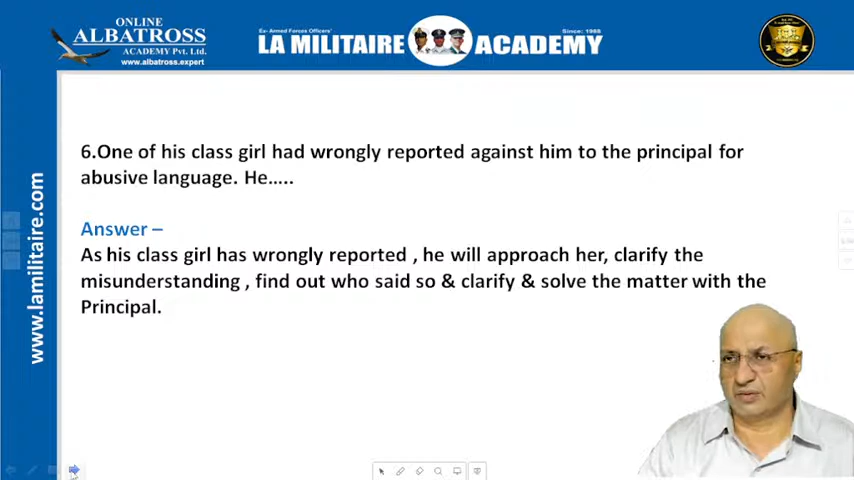 ONLINE
ALBATROSS
ACADEMY Pvt. Ltd.
www.albatross.expert
Ex- Armed Forces Officers'
Since: 1988
LA MILITAIRE ACADEMY
www.lamilitaire.com
6.One of his class girl had wrongly reported against him to the principal for
abusive language. He.....
Answer –
As his class girl has wrongly reported , he will approach her, clarify the
misunderstanding , find out who said so & clarify & solve the matter with the
Principal.